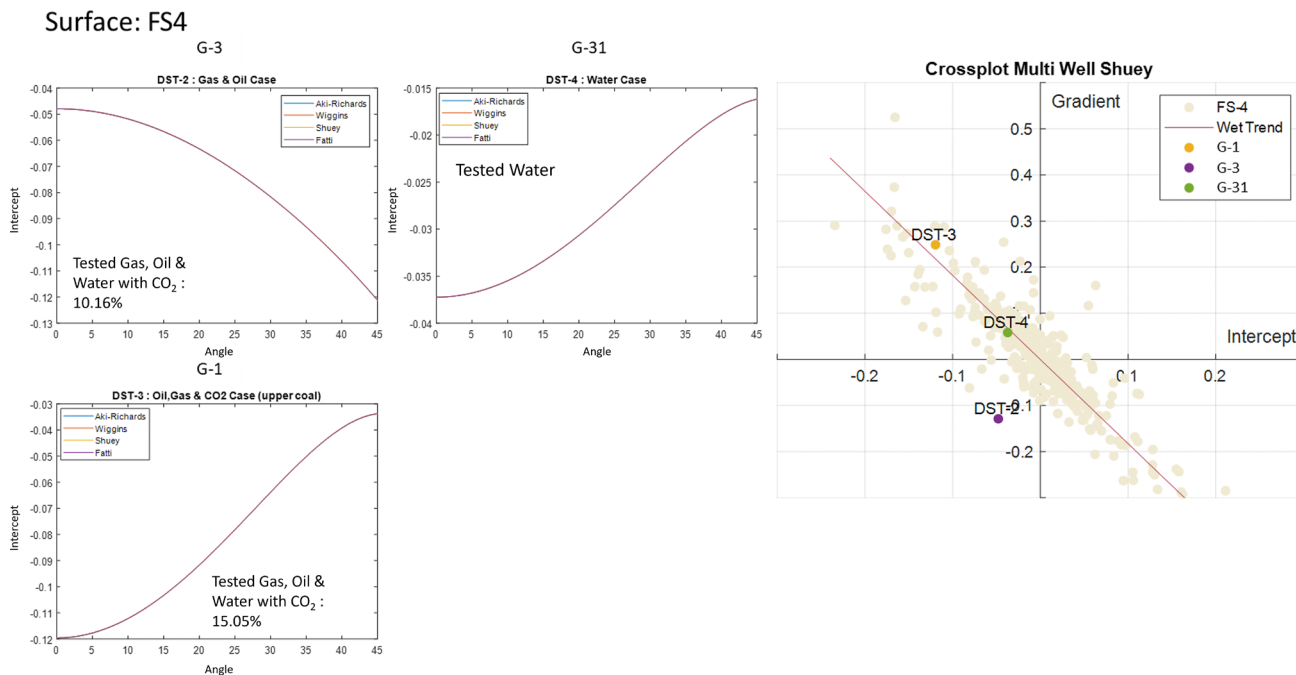 Surface: FS4
G-3
DST-2 : Gas & Oil Case
-0.04
-0.05
-0.06
-0.07
-0.08
-0.09
-0.1
-0.11
-0.12
-0.13
Intercept
Aki-Richards
Wiggins
Shuey
Fatti
Tested Gas, Oil &
Water with CO2 :
10.16%
0 5 10 15 20 25 30 35 40 45
Angle
G-31
DST-4 : Water Case
-0.015
-0.02
-0.025
-0.03
-0.035
-0.04
Intercept
Aki-Richards
Wiggins
Shuey
Fatti
Tested Water
0 5 10 15 20 25 30 35 40 45
Angle
G-1
DST-3 : Oil,Gas & CO2 Case (upper coal)
-0.03
-0.04
-0.05
-0.06
-0.07
-0.08
-0.09
-0.1
-0.11
-0.12
Intercept
Aki-Richards
Wiggins
Shuey
Fatti
Tested Gas, Oil &
Water with CO2 :
15.05%
0 5 10 15 20 25 30 35 40 45
Angle
Crossplot Multi Well Shuey
Gradient
FS-4
Wet Trend
G-1
G-3
G-31
0.5
0.4
0.3
0.2
DST-3
DST-4
Intercept
-0.2 -0.1 0.1 0.2
DST-2
-0.1
-0.2